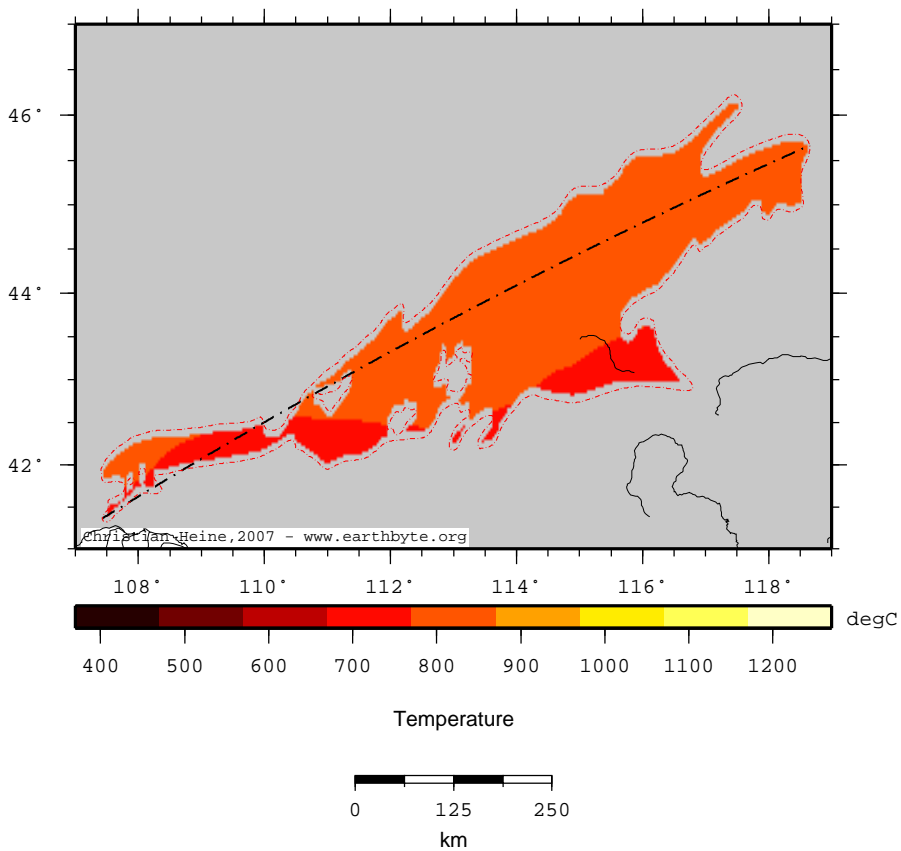 46°
44°
42°
Christian Heine,2007 - www.earthbyte.org
108° 110° 112° 114° 116° 118°
degC
400 500 600 700 800 900 1000 1100 1200
Temperature
0 125 250
km